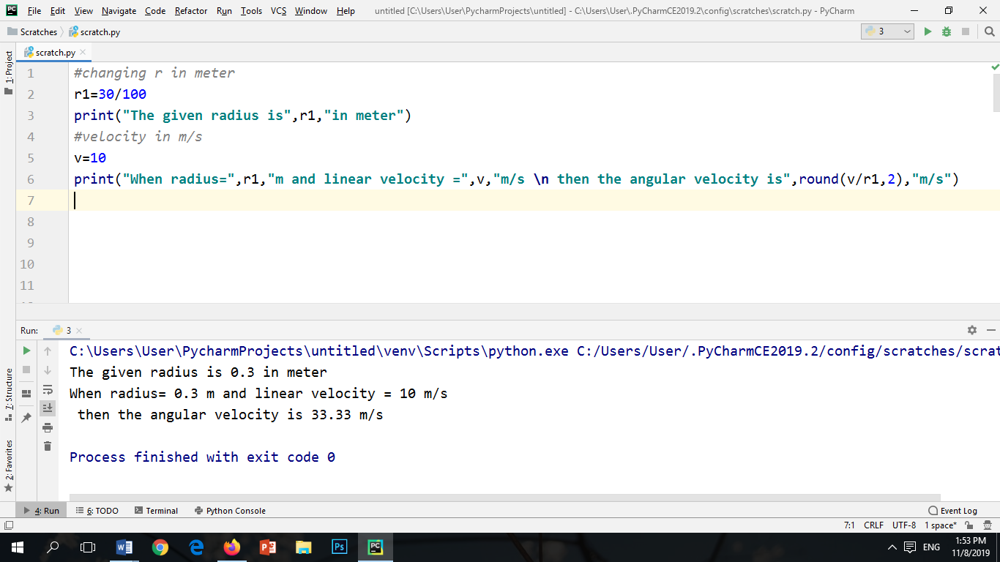 File Edit View Navigate Code Refactor Run Tools VCS Window Help untitled [C:\Users\User\PycharmProjects\untitled] - C:\Users\User\.PyCharmCE2019.2\config\scratches\scratch.py - PyCharm
Scratches scratch.py 3
1: Project
scratch.py
1 #changing r in meter
2 r1=30/100
3 print("The given radius is",r1,"in meter")
4 #velocity in m/s
5 v=10
6 print("When radius=",r1,"m and linear velocity =",v,"m/s \n then the angular velocity is",round(v/r1,2),"m/s")
7
8
9
10
11
Run: 3
C:\Users\User\PycharmProjects\untitled\venv\Scripts\python.exe C:/Users/User/.PyCharmCE2019.2/config/scratches/scrat
The given radius is 0.3 in meter
When radius= 0.3 m and linear velocity = 10 m/s
then the angular velocity is 33.33 m/s
Process finished with exit code 0
7: Structure
2: Favorites
4: Run 6: TODO Terminal Python Console Event Log
7:1 CRLF UTF-8 1 space*
W P Ps PC ENG 1:53 PM
11/8/2019